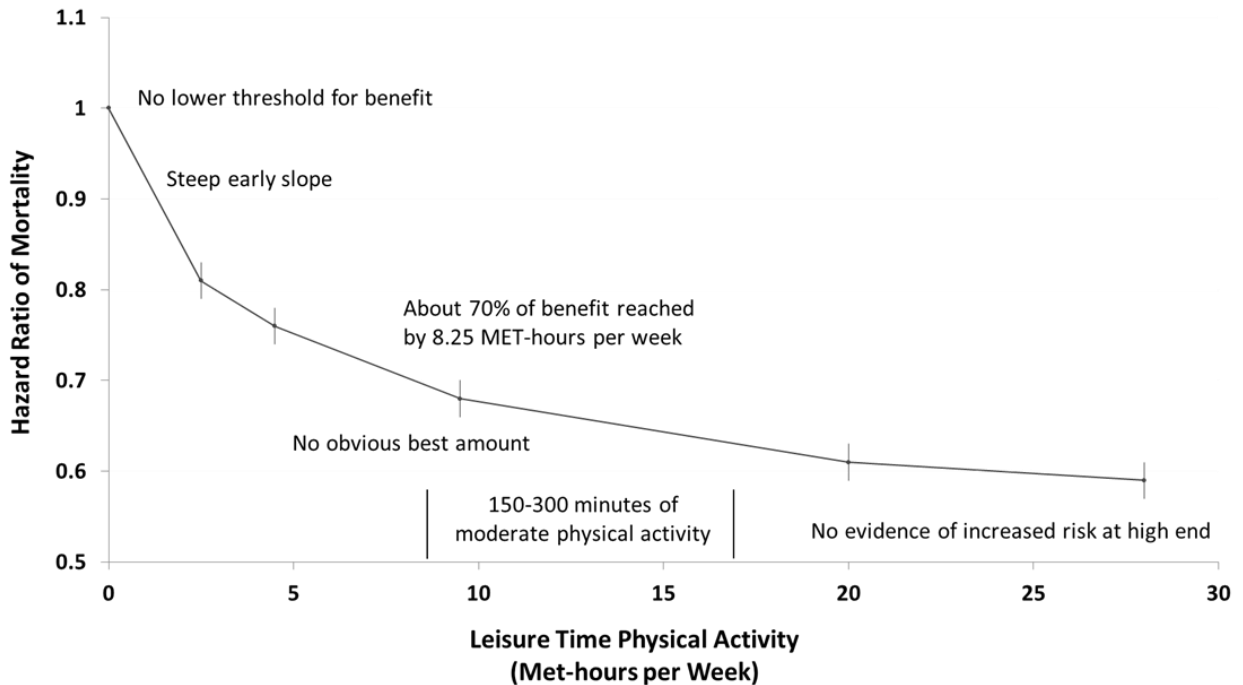 1.1
1
0.9
0.8
0.7
0.6
0.5
Hazard Ratio of Mortality
No lower threshold for benefit
Steep early slope
About 70% of benefit reached
by 8.25 MET-hours per week
No obvious best amount
150-300 minutes of
moderate physical activity
No evidence of increased risk at high end
0 5 10 15 20 25 30
Leisure Time Physical Activity
(Met-hours per Week)